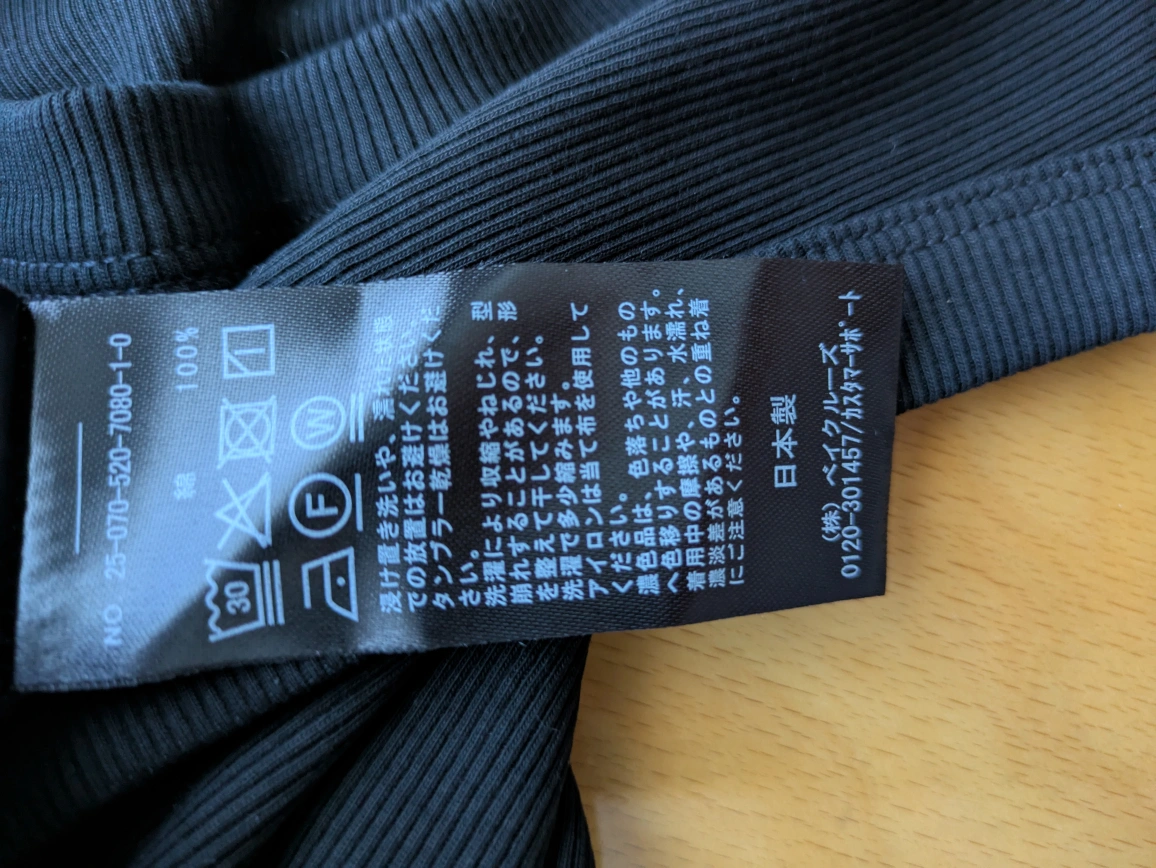 NO 25-070-520-7080-1-0
綿 100%
30
F W
浸け置き洗いや、濡れた状態
での放置はお避けください。
タンブラー乾燥はお避けくだ
さい。
洗濯により収縮やねじれ、型
崩れすることがあるので、形
を整えて干してください。
洗濯で多少縮みます。
アイロンは当て布を使用して
ください。
濃色品は、色落ちや他のもの
へ色移りすることがあります。
着用中の摩擦や、汗、水濡れ、
濃淡差があるものとの重ね着
にご注意ください。
日本製
(株) ベイクルーズ
0120-301457/カスタマーサポート